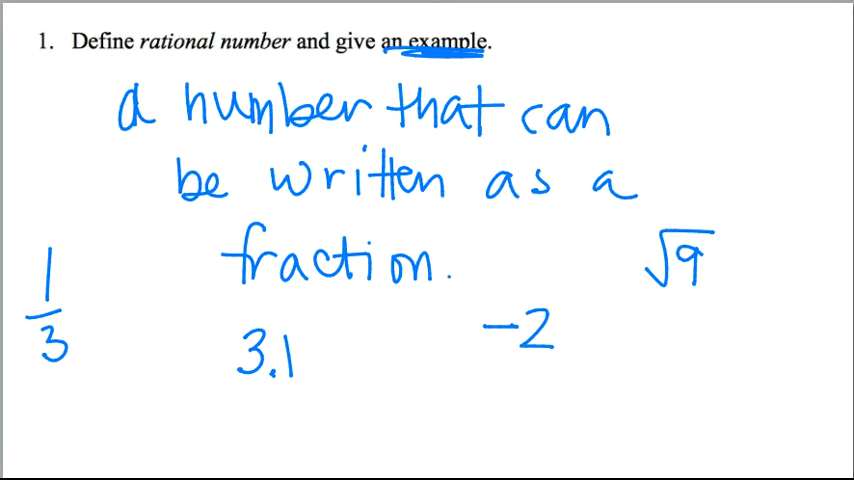 1. Define rational number and give an example.
a number that can
be written as a
fraction.
√9
1/3
3.1
-2